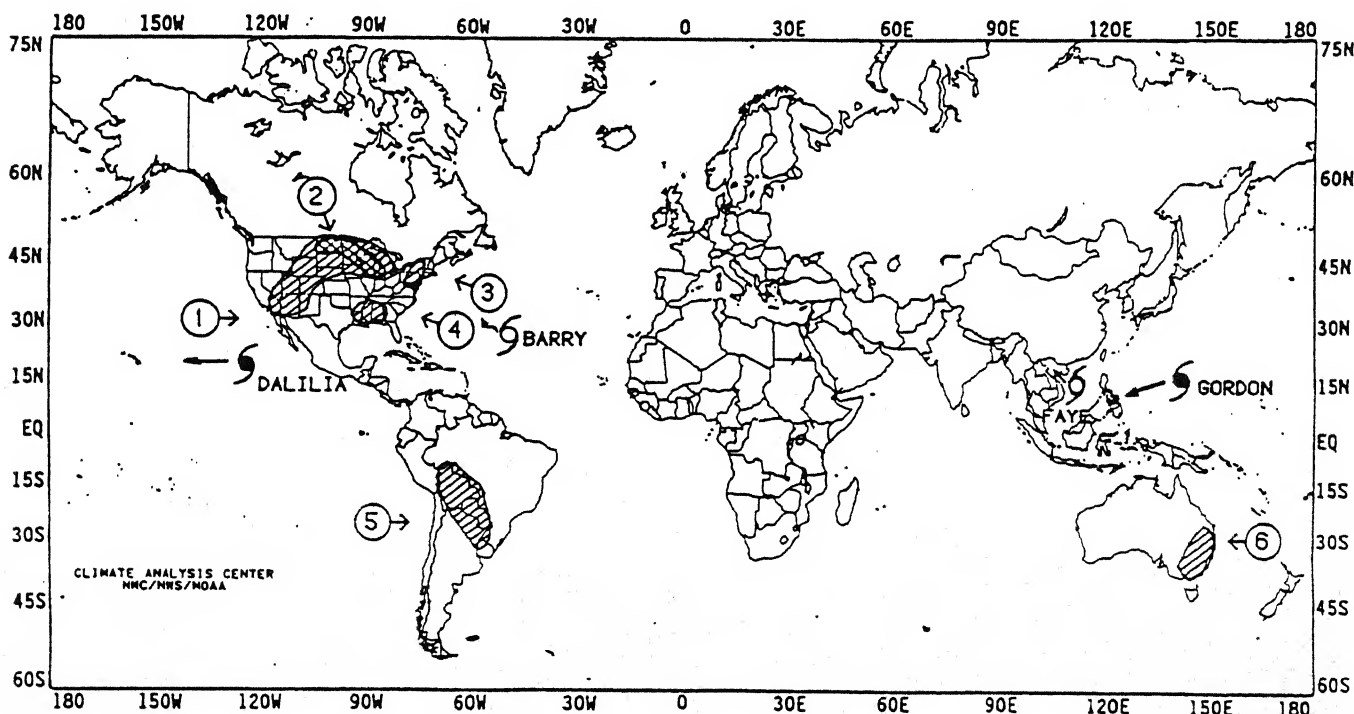 180 150W 120W 90W 60W 30W 0 30E 60E 90E 120E 150E 180
75N 75N
60N 60N
2
45N 45N
3
1
30N 4 30N
BARRY
DALILIA
15N 15N
GORDON
FAYE
EQ EQ
15S 15S
5
30S 6 30S
CLIMATE ANALYSIS CENTER
NMC/NWS/NOAA
45S 45S
60S 60S
180 150W 120W 90W 60W 30W 0 30E 60E 90E 120E 150E 180